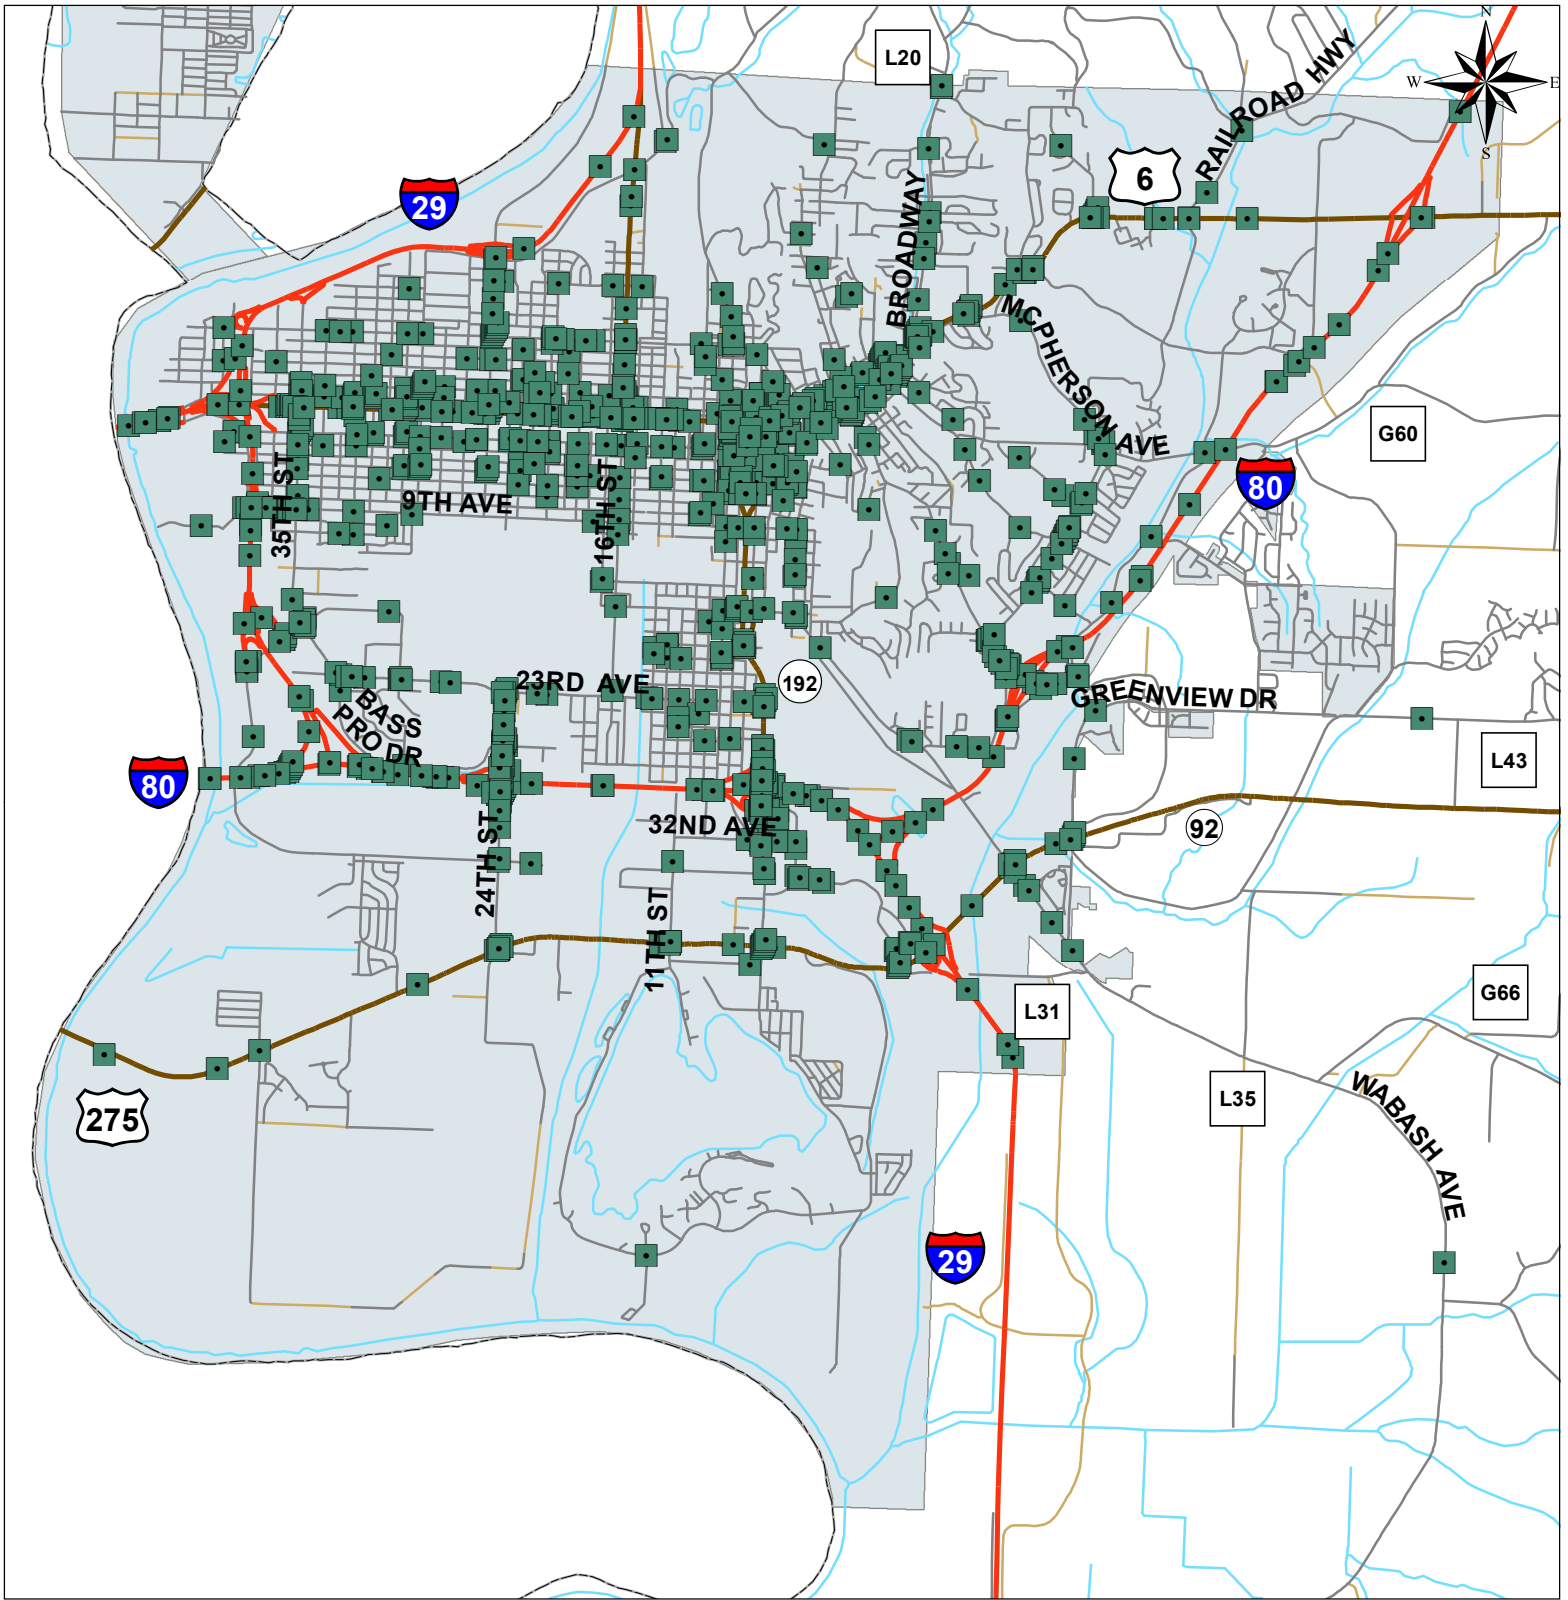 N
L20
RAILROAD HWY
W
E
S
6
29
BROADWAY
MCPHERSON AVE
G60
35TH ST
16TH ST
9TH AVE
80
23RD AVE
192
GREENVIEW DR
BASS
PRO DR
L43
80
32ND AVE
92
24TH ST
11TH ST
G66
L31
275
L35
WABASH AVE
29